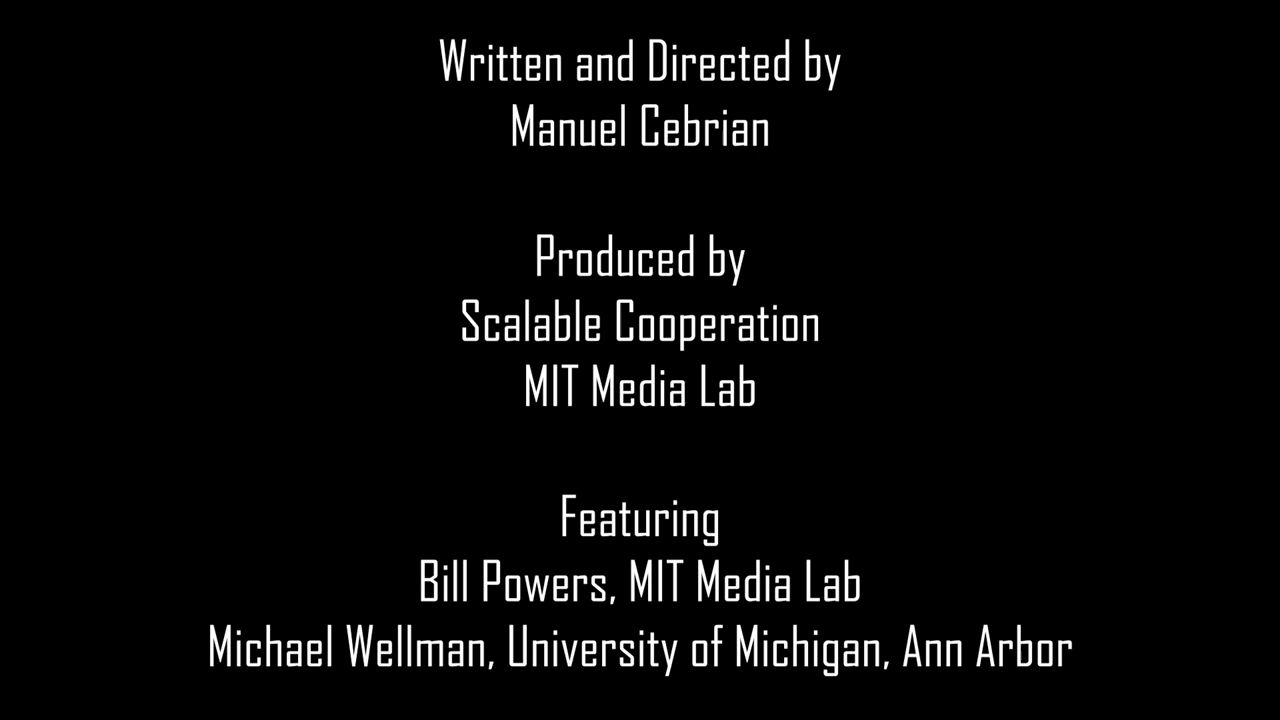 Written and Directed by
Manuel Cebrian
Produced by
Scalable Cooperation
MIT Media Lab
Featuring
Bill Powers, MIT Media Lab
Michael Wellman, University of Michigan, Ann Arbor